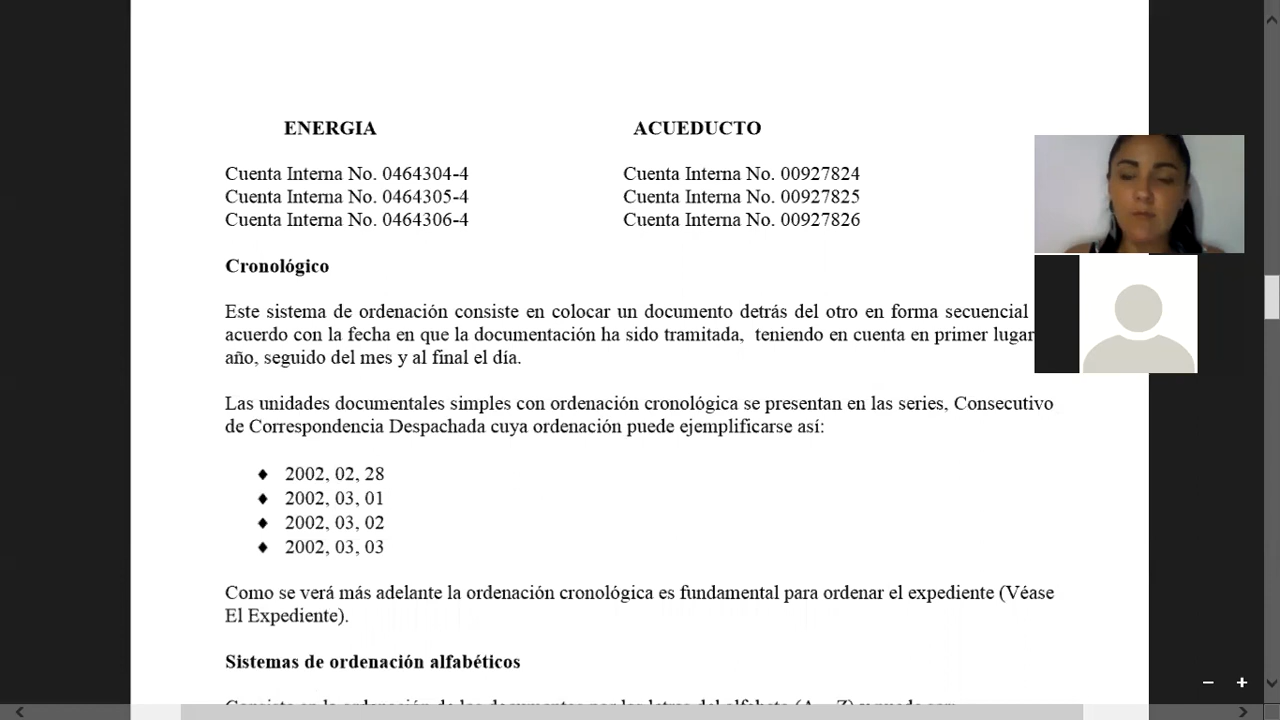 ENERGIA ACUEDUCTO
Cuenta Interna No. 0464304-4 Cuenta Interna No. 00927824
Cuenta Interna No. 0464305-4 Cuenta Interna No. 00927825
Cuenta Interna No. 0464306-4 Cuenta Interna No. 00927826
Cronológico
Este sistema de ordenación consiste en colocar un documento detrás del otro en forma secuencial
acuerdo con la fecha en que la documentación ha sido tramitada, teniendo en cuenta en primer lugar
año, seguido del mes y al final el día.
Las unidades documentales simples con ordenación cronológica se presentan en las series, Consecutivo
de Correspondencia Despachada cuya ordenación puede ejemplificarse así:
♦ 2002, 02, 28
♦ 2002, 03, 01
♦ 2002, 03, 02
♦ 2002, 03, 03
Como se verá más adelante la ordenación cronológica es fundamental para ordenar el expediente (Véase
El Expediente).
Sistemas de ordenación alfabéticos